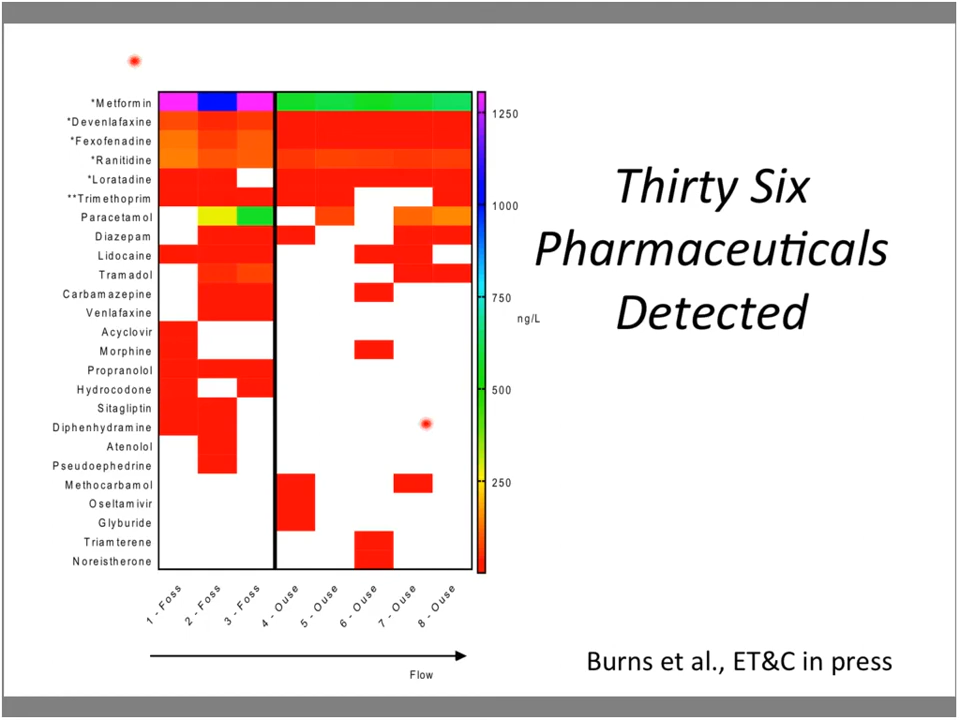 *Metformin
*Devenlafaxine
*Fexofenadine
*Ranitidine
*Loratadine
**Trimethoprim
Paracetamol
Diazepam
Lidocaine
Tramadol
Carbamazepine
Venlafaxine
Acyclovir
Morphine
Propranolol
Hydrocodone
Sitagliptin
Diphenhydramine
Atenolol
Pseudoephedrine
Methocarbamol
Oseltamivir
Glyburide
Triamterene
Noreistherone
1 - Foss
2 - Foss
3 - Foss
4 - Ouse
5 - Ouse
6 - Ouse
7 - Ouse
8 - Ouse
Flow
1250
1000
750
ng/L
500
250
Thirty Six
Pharmaceuticals
Detected
Burns et al., ET&C in press